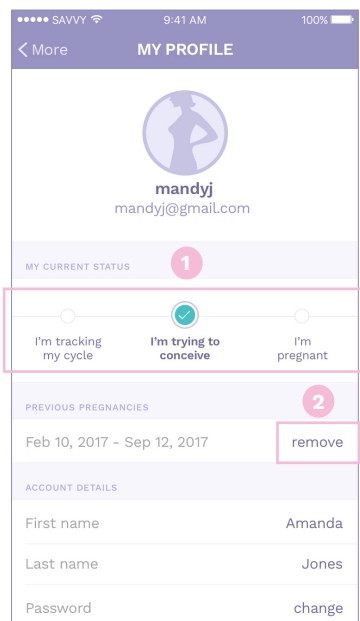 SAVVY 9:41 AM 100%
More MY PROFILE
mandyj
mandyj@gmail.com
MY CURRENT STATUS 1
I'm tracking my cycle
I'm trying to conceive
I'm pregnant
PREVIOUS PREGNANCIES 2
Feb 10, 2017 - Sep 12, 2017 remove
ACCOUNT DETAILS
First name Amanda
Last name Jones
Password change